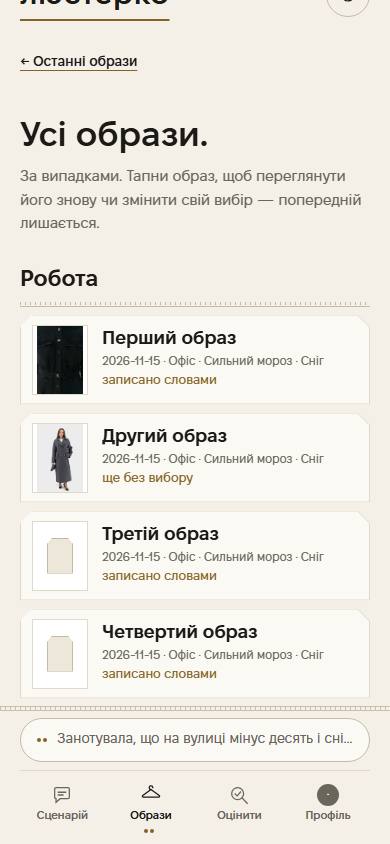 ← Останні образи
Усі образи.
За випадками. Тапни образ, щоб переглянути
його знову чи змінити свій вибір — попередній
лишається.
Робота
Перший образ
2026-11-15 · Офіс · Сильний мороз · Сніг
записано словами
Другий образ
2026-11-15 · Офіс · Сильний мороз · Сніг
ще без вибору
Третій образ
2026-11-15 · Офіс · Сильний мороз · Сніг
записано словами
Четвертий образ
2026-11-15 · Офіс · Сильний мороз · Сніг
записано словами
Занотувала, що на вулиці мінус десять і сні...
Сценарій
Образи
Оцінити
Профіль